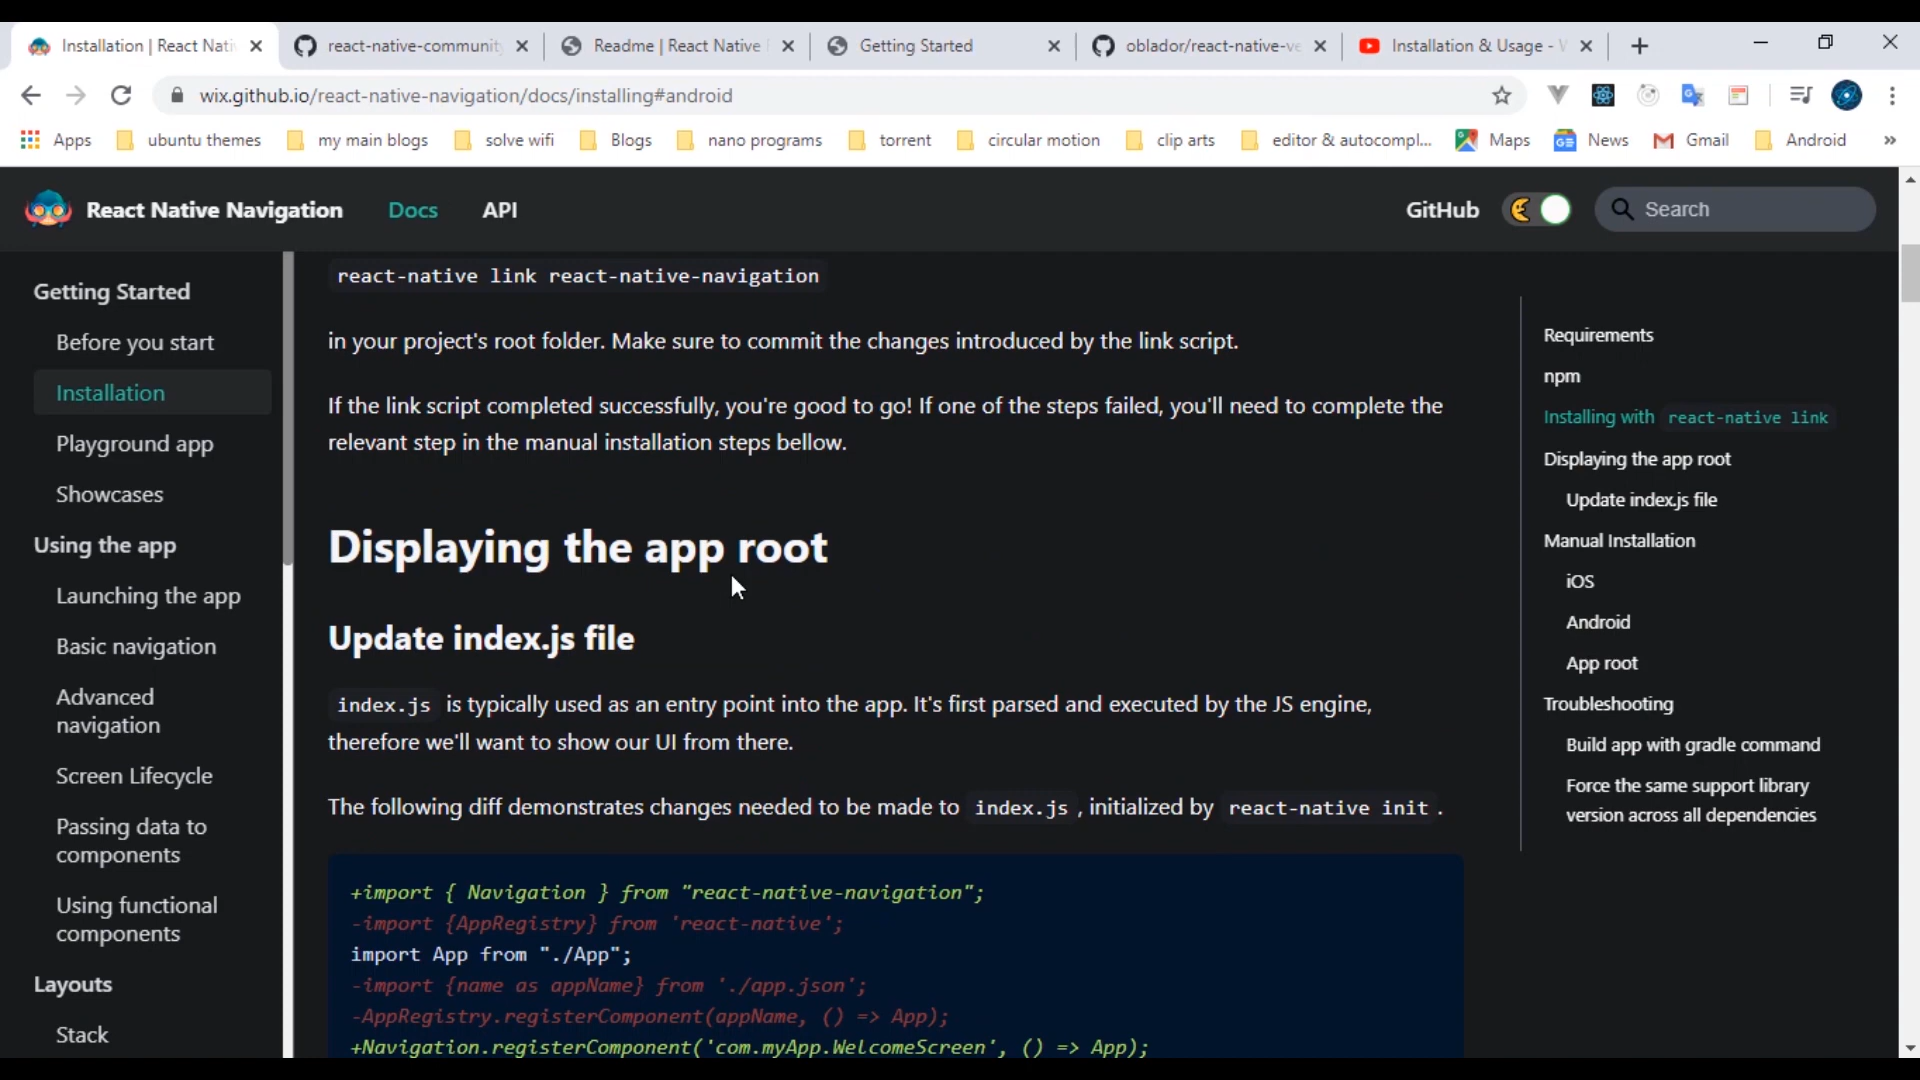 Installation | React Nati
react-native-communit
Readme | React Native
Getting Started
oblador/react-native-ve
Installation & Usage -
wix.github.io/react-native-navigation/docs/installing#android
Apps
ubuntu themes
my main blogs
solve wifi
Blogs
nano programs
torrent
circular motion
clip arts
editor & autocompl...
Maps
News
Gmail
Android
»
React Native Navigation
Docs
API
GitHub
Search
Getting Started
Before you start
Installation
Playground app
Showcases
Using the app
Launching the app
Basic navigation
Advanced
navigation
Screen Lifecycle
Passing data to
components
Using functional
components
Layouts
Stack
react-native link react-native-navigation
in your project's root folder. Make sure to commit the changes introduced by the link script.
If the link script completed successfully, you're good to go! If one of the steps failed, you'll need to complete the
relevant step in the manual installation steps bellow.
Displaying the app root
Update index.js file
index.js is typically used as an entry point into the app. It's first parsed and executed by the JS engine,
therefore we'll want to show our UI from there.
The following diff demonstrates changes needed to be made to index.js , initialized by react-native init .
+import { Navigation } from "react-native-navigation";
-import {AppRegistry} from 'react-native';
import App from "./App";
-import {name as appName} from './app.json';
-AppRegistry.registerComponent(appName, () => App);
+Navigation.registerComponent('com.myApp.WelcomeScreen', () => App);
Requirements
npm
Installing with react-native link
Displaying the app root
Update index.js file
Manual Installation
iOS
Android
App root
Troubleshooting
Build app with gradle command
Force the same support library
version across all dependencies